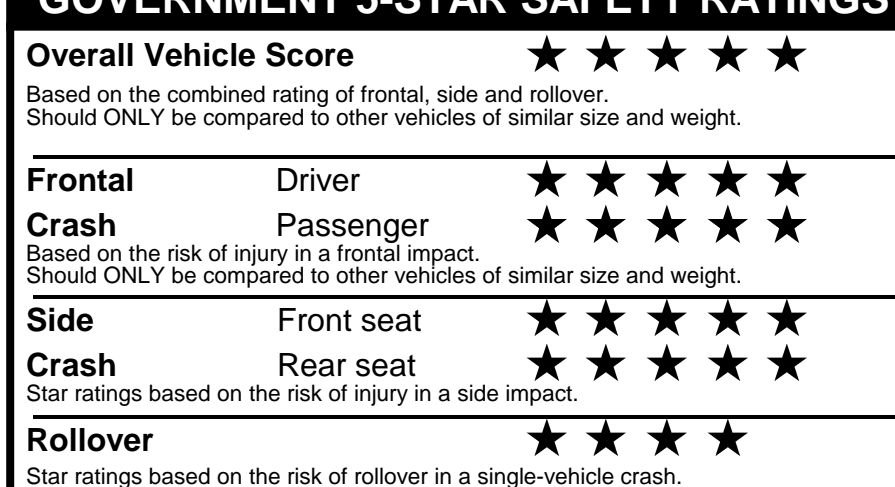 GOVERNMENT 5-STAR SAFETY RATINGS
Overall Vehicle Score ★ ★ ★ ★ ★
Based on the combined rating of frontal, side and rollover.
Should ONLY be compared to other vehicles of similar size and weight.
Frontal Driver ★ ★ ★ ★ ★
Crash Passenger ★ ★ ★ ★ ★
Based on the risk of injury in a frontal impact.
Should ONLY be compared to other vehicles of similar size and weight.
Side Front seat ★ ★ ★ ★ ★
Crash Rear seat ★ ★ ★ ★ ★
Star ratings based on the risk of injury in a side impact.
Rollover ★ ★ ★ ★
Star ratings based on the risk of rollover in a single-vehicle crash.